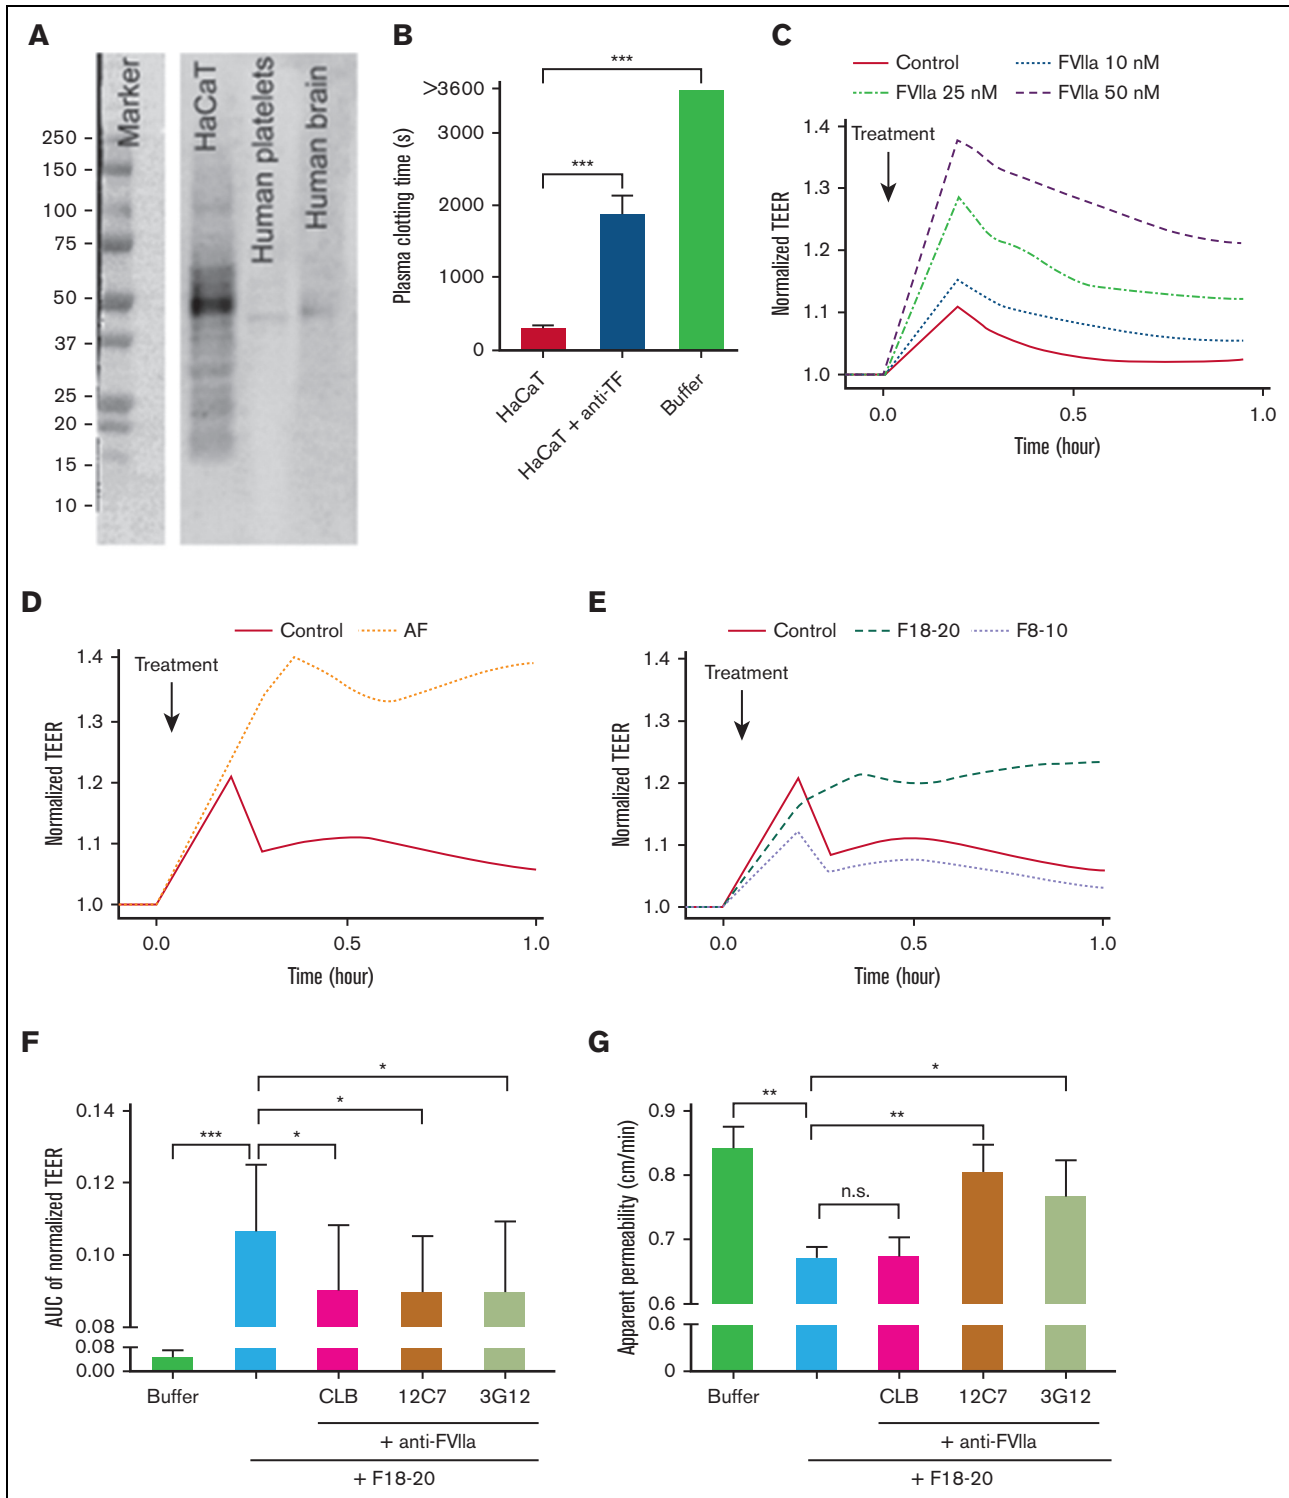 A
Marker
HaCaT
Human platelets
Human brain
250
150
100
75
50
37
25
20
15
10
B
Plasma clotting time (s)
>3600
3000
2000
1000
0
***
***
HaCaT
HaCaT + anti-TF
Buffer
C
Control
FVIIa 10 nM
FVIIa 25 nM
FVIIa 50 nM
Normalized TEER
1.4
1.3
1.2
1.1
1.0
Treatment
0.0 0.5 1.0
Time (hour)
D
Control AF
Normalized TEER
1.4
1.3
1.2
1.1
1.0
Treatment
0.0 0.5 1.0
Time (hour)
E
Control F18-20 F8-10
Normalized TEER
1.4
1.3
1.2
1.1
1.0
Treatment
0.0 0.5 1.0
Time (hour)
F
AUC of normalized TEER
0.14
0.12
0.10
0.08
0.08
0.00
*
*
***
*
Buffer CLB 12C7 3G12
+ anti-FVIIa
+ F18-20
G
Apparent permeability (cm/min)
0.9
0.8
0.7
0.6
0.6
0
*
**
**
n.s.
Buffer CLB 12C7 3G12
+ anti-FVIIa
+ F18-20